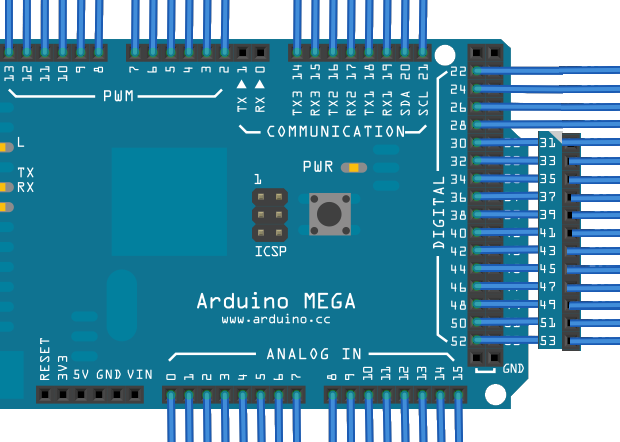 13 12 11 10 9 8 7 6 5 4 3 2 1 0 14 15 16 17 18 19 20 21
TX RX TX3 RX3 TX2 RX2 TX1 RX1 SDA SCL
PWM
COMMUNICATION
L
TX
RX
PWR
1
ICSP
DIGITAL
22
24
26
28
30 31
32 33
34 35
36 37
38 39
40 41
42 43
44 45
46 47
48 49
50 51
52 53
Arduino MEGA
www.arduino.cc
ANALOG IN
GND
RESET 3V3 5V GND VIN
0 1 2 3 4 5 6 7 8 9 10 11 12 13 14 15